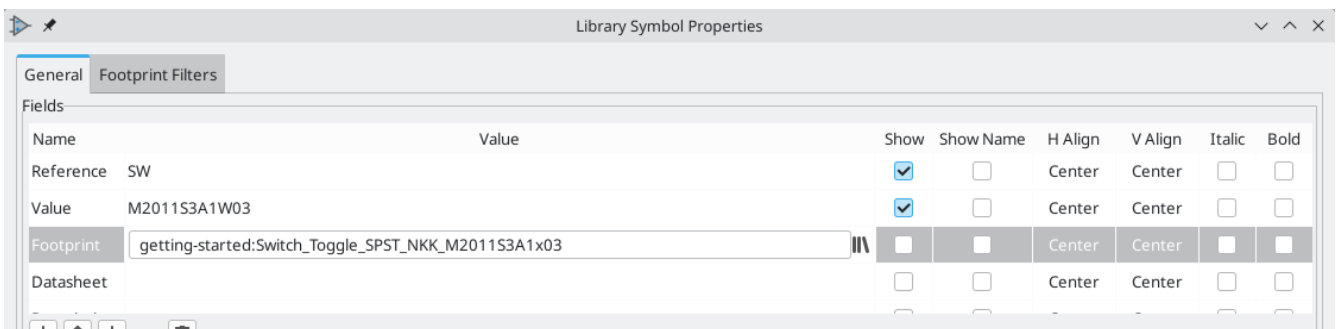 Library Symbol Properties
General Footprint Filters
Fields
Name Value Show Show Name H Align V Align Italic Bold
Reference SW Center Center
Value M2011S3A1W03 Center Center
Footprint getting-started:Switch_Toggle_SPST_NKK_M2011S3A1x03 Center Center
Datasheet Center Center